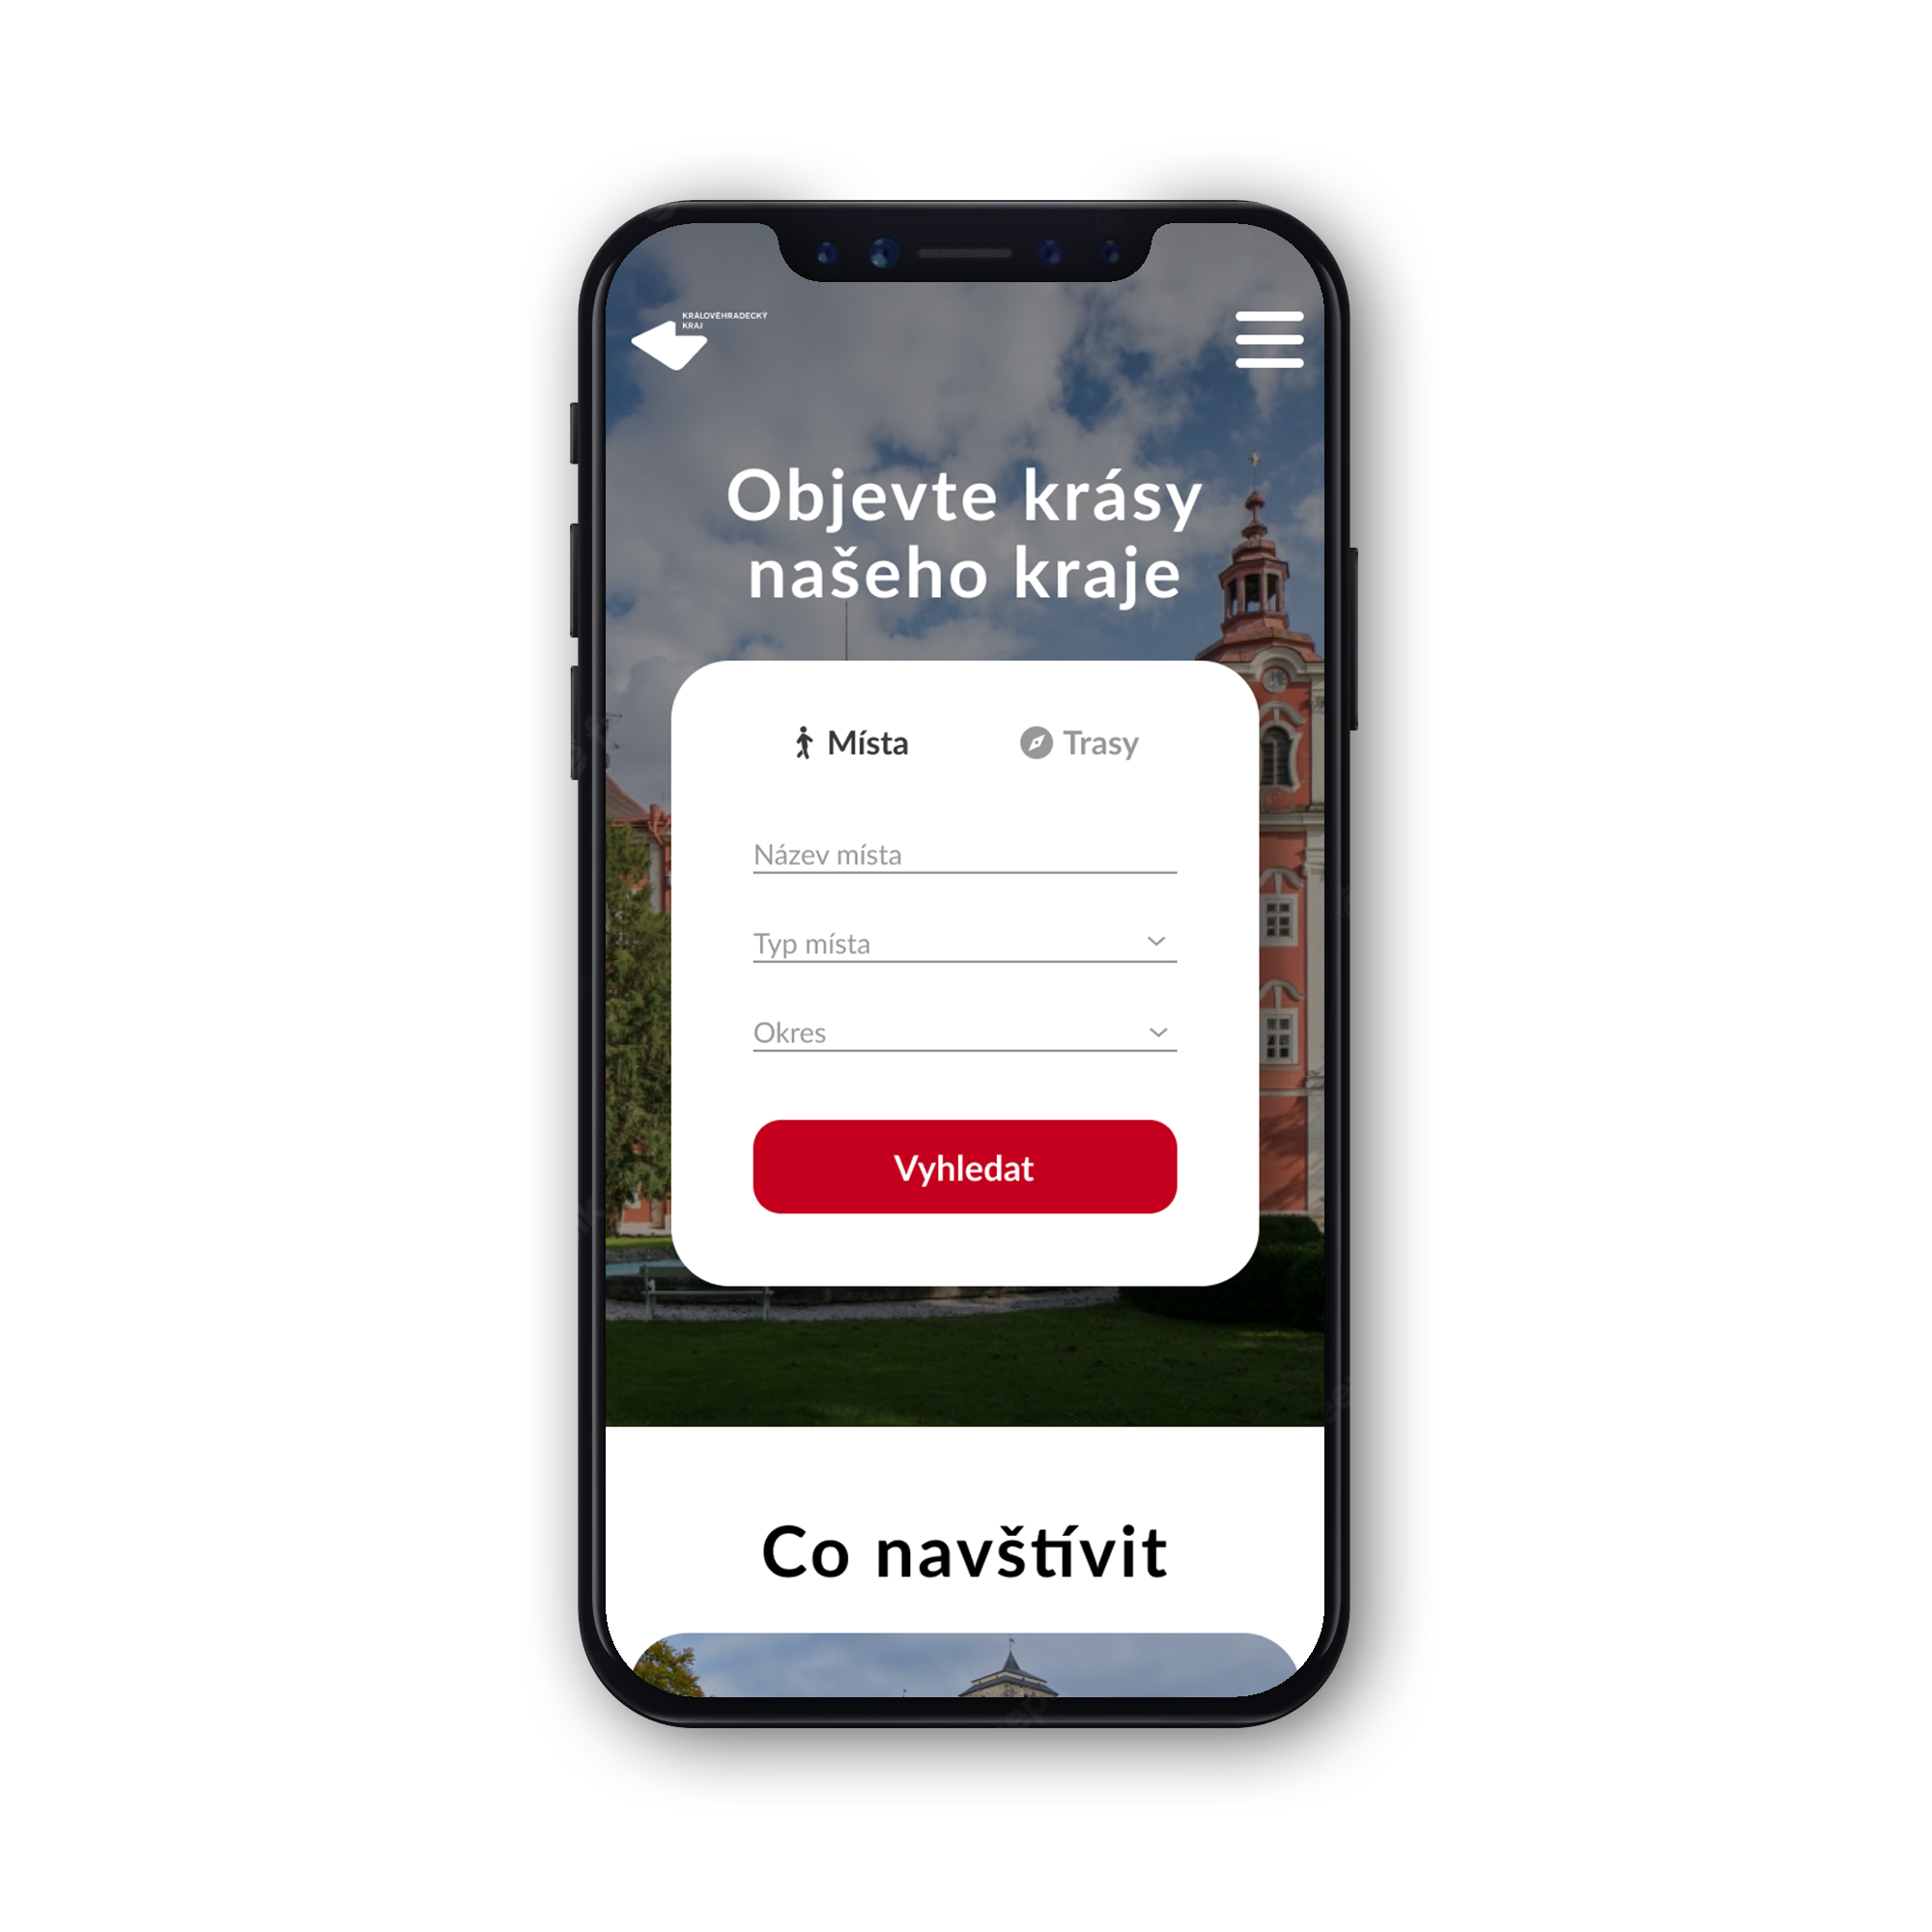 KRÁLOVÉHRADECKÝ
KRAJ
Objevte krásy
našeho kraje
Místa
Trasy
Název místa
Typ místa
Okres
Vyhledat
Co navštívit